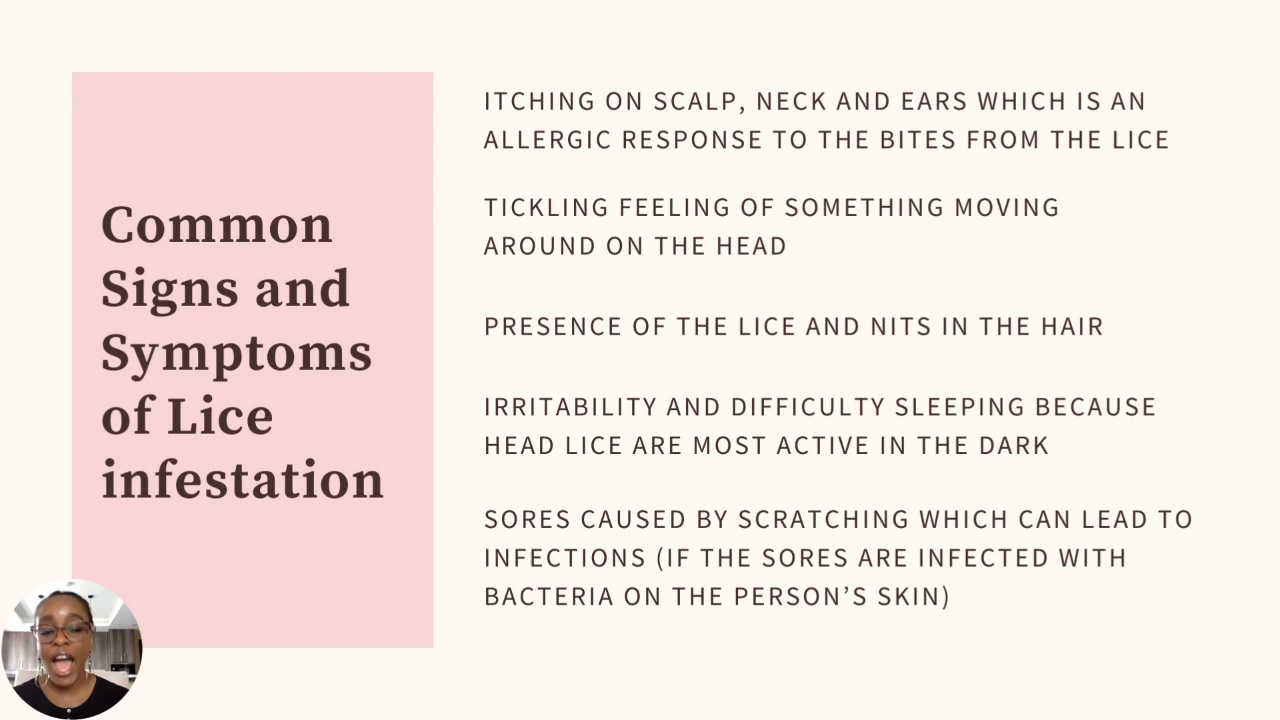 Common
Signs and
Symptoms
of Lice
infestation
ITCHING ON SCALP, NECK AND EARS WHICH IS AN
ALLERGIC RESPONSE TO THE BITES FROM THE LICE
TICKLING FEELING OF SOMETHING MOVING
AROUND ON THE HEAD
PRESENCE OF THE LICE AND NITS IN THE HAIR
IRRITABILITY AND DIFFICULTY SLEEPING BECAUSE
HEAD LICE ARE MOST ACTIVE IN THE DARK
SORES CAUSED BY SCRATCHING WHICH CAN LEAD TO
INFECTIONS (IF THE SORES ARE INFECTED WITH
BACTERIA ON THE PERSON’S SKIN)